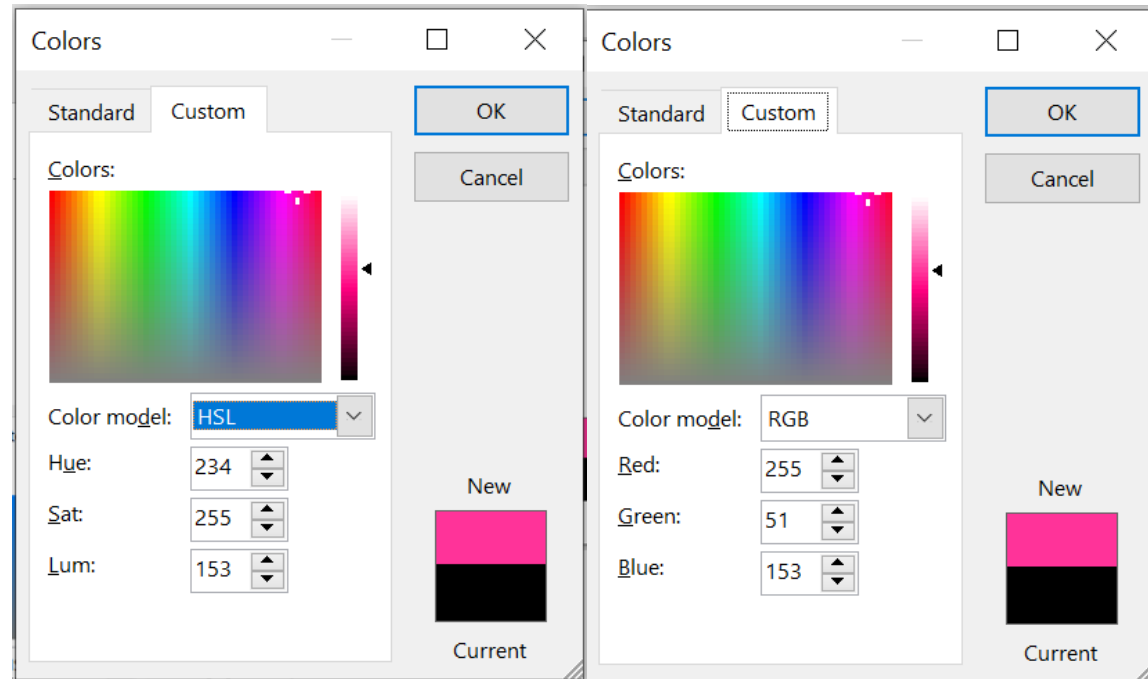 Colors
Standard Custom
OK
Cancel
Colors:
Color model: HSL
Hue: 234
Sat: 255
Lum: 153
New
Current
Colors
Standard Custom
OK
Cancel
Colors:
Color model: RGB
Red: 255
Green: 51
Blue: 153
New
Current